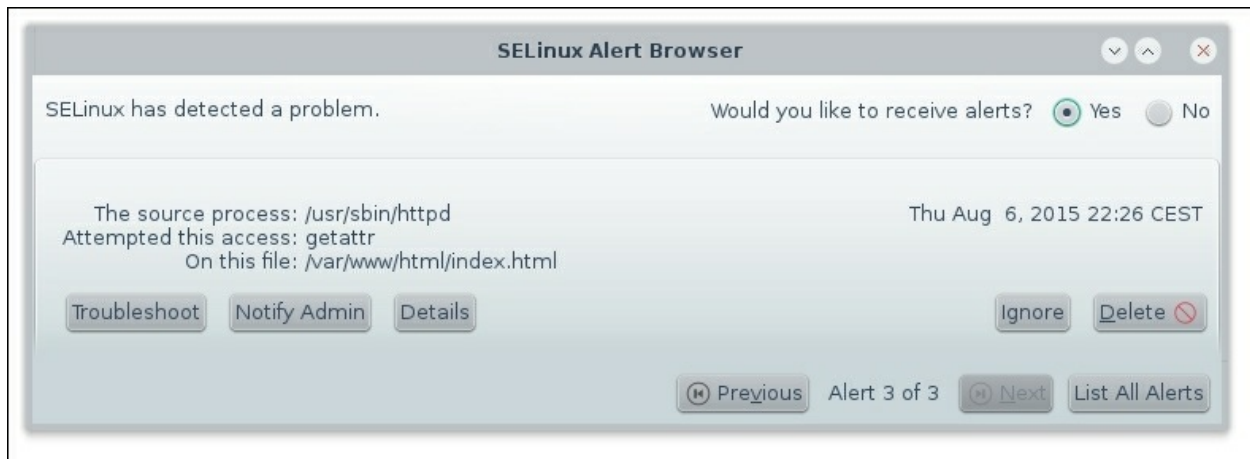 SELinux Alert Browser
SELinux has detected a problem.
Would you like to receive alerts? Yes No
The source process: /usr/sbin/httpd
Thu Aug 6, 2015 22:26 CEST
Attempted this access: getattr
On this file: /var/www/html/index.html
Troubleshoot Notify Admin Details Ignore Delete
Previous Alert 3 of 3 Next List All Alerts